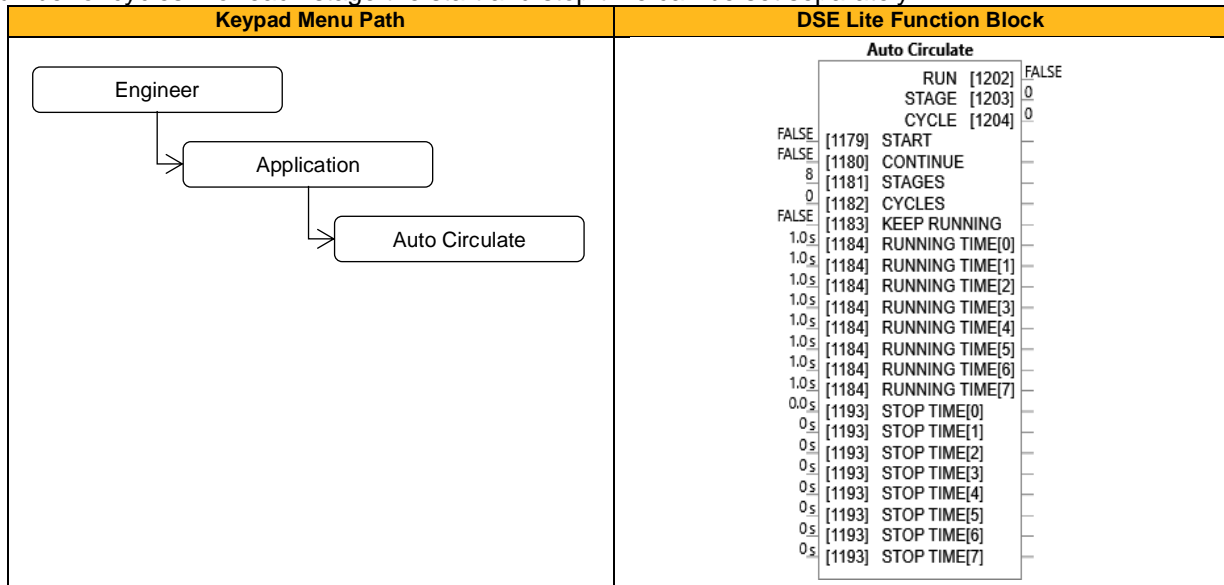 Keypad Menu Path
DSE Lite Function Block
Engineer
Application
Auto Circulate
Auto Circulate
RUN [1202] FALSE
STAGE [1203] 0
CYCLE [1204] 0
FALSE [1179] START
FALSE [1180] CONTINUE
8 [1181] STAGES
0 [1182] CYCLES
FALSE [1183] KEEP RUNNING
1.0s [1184] RUNNING TIME[0]
1.0s [1184] RUNNING TIME[1]
1.0s [1184] RUNNING TIME[2]
1.0s [1184] RUNNING TIME[3]
1.0s [1184] RUNNING TIME[4]
1.0s [1184] RUNNING TIME[5]
1.0s [1184] RUNNING TIME[6]
1.0s [1184] RUNNING TIME[7]
0.0s [1193] STOP TIME[0]
0s [1193] STOP TIME[1]
0s [1193] STOP TIME[2]
0s [1193] STOP TIME[3]
0s [1193] STOP TIME[4]
0s [1193] STOP TIME[5]
0s [1193] STOP TIME[6]
0s [1193] STOP TIME[7]